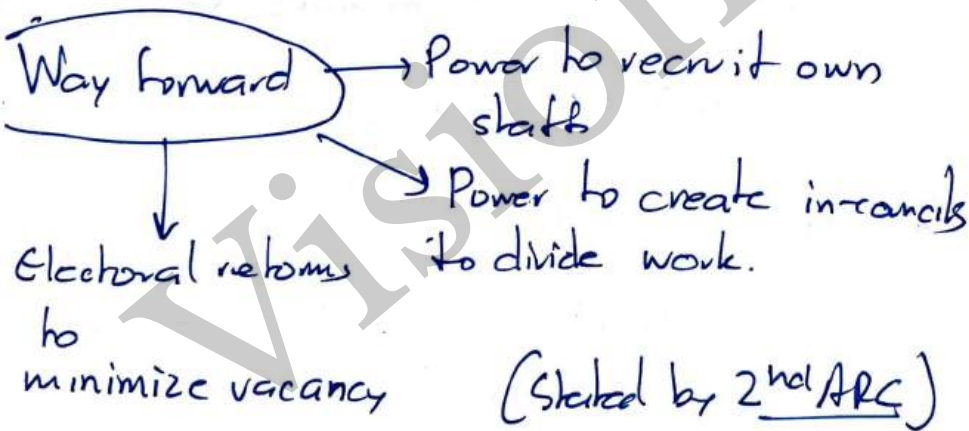 Way forward
Power to recruit own
staff
Power to create in-councils
to divide work.
Electoral reforms
to
minimize vacancy
(Stated by 2nd ARC)
Vision